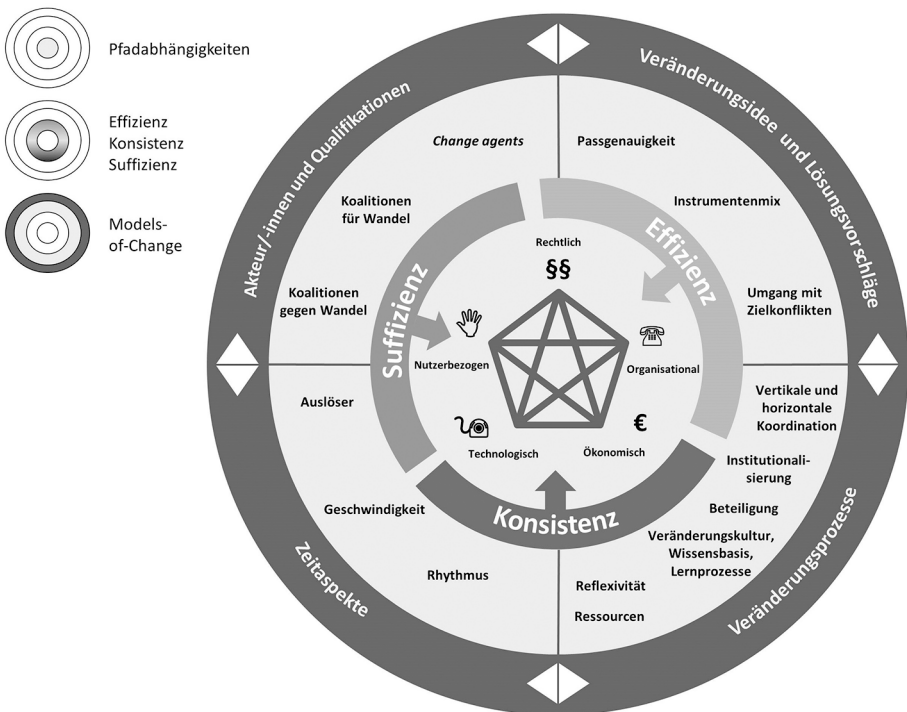 Pfadabhängigkeiten
Effizienz
Konsistenz
Suffizienz
Models-
of-Change
Akteur/-innen und Qualifikationen
Change agents
Koalitionen
für Wandel
Koalitionen
gegen Wandel
Veränderungsidee und Lösungsvorschläge
Passgenauigkeit
Instrumentenmix
Umgang mit
Zielkonflikten
Veränderungsprozesse
Vertikale und
horizontale
Koordination
Institutionali-
sierung
Beteiligung
Veränderungskultur,
Wissensbasis,
Lernprozesse
Reflexivität
Ressourcen
Zeitaspekte
Auslöser
Geschwindigkeit
Rhythmus
Suffizienz
Effizienz
Konsistenz
Rechtlich
§§
Nutzerbezogen
Organisational
Technologisch
€
Ökonomisch